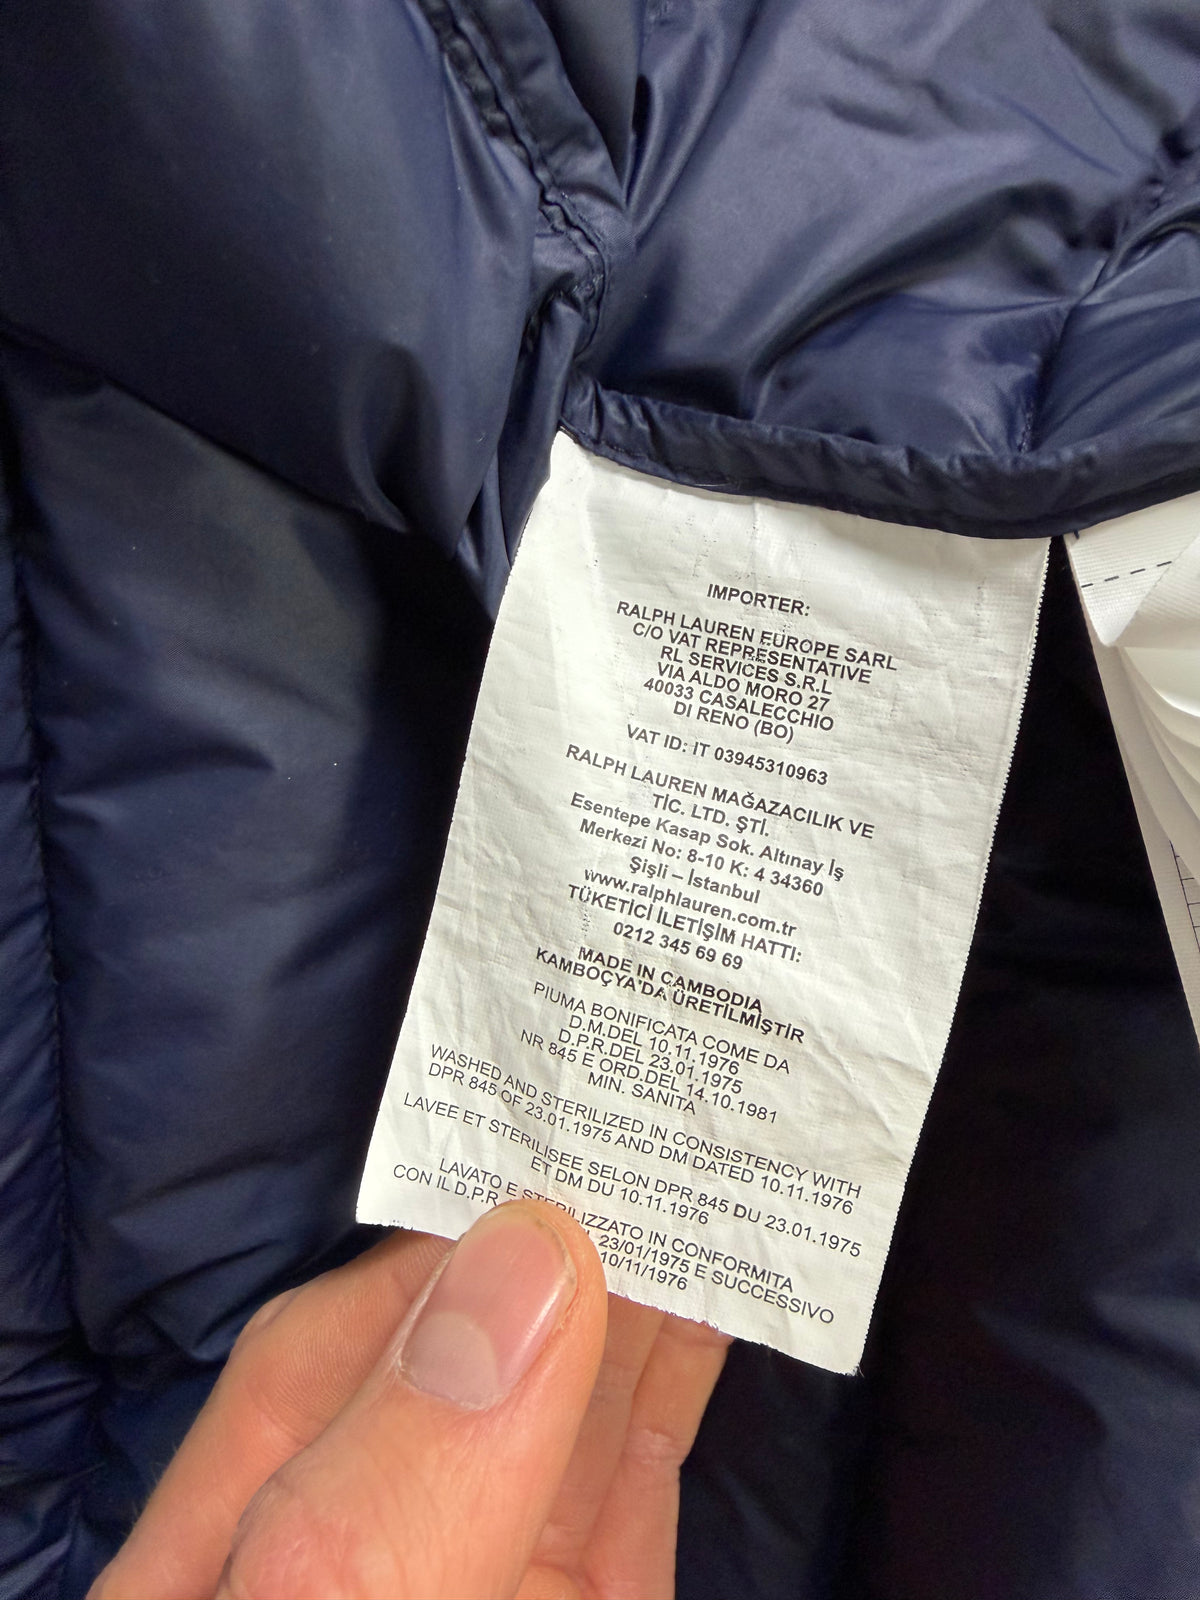 IMPORTER:
RALPH LAUREN EUROPE SARL
C/O VAT REPRESENTATIVE
RL SERVICES S.R.L
VIA ALDO MORO 27
40033 CASALECCHIO
DI RENO (BO)
VAT ID: IT 03945310963
RALPH LAUREN MAĞAZACILIK VE
TİC. LTD. ŞTİ.
Esentepe Kasap Sok. Altınay İş
Merkezi No: 8-10 K: 4 34360
Şişli – İstanbul
www.ralphlauren.com.tr
TÜKETİCİ İLETİŞİM HATTI:
0212 345 69 69
MADE IN CAMBODIA
KAMBOÇYA'DA ÜRETİLMİŞTİR
PIUMA BONIFICATA COME DA
D.M.DEL 10.11.1976
D.P.R.DEL 23.01.1975
NR 845 E ORD.DEL 14.10.1981
MIN. SANITA
WASHED AND STERILIZED IN CONSISTENCY WITH
DPR 845 OF 23.01.1975 AND DM DATED 10.11.1976
LAVEE ET STERILISEE SELON DPR 845 DU 23.01.1975
ET DM DU 10.11.1976
LAVATO E STERILIZZATO IN CONFORMITA
CON IL D.P.R. 23/01/1975 E SUCCESSIVO
10/11/1976